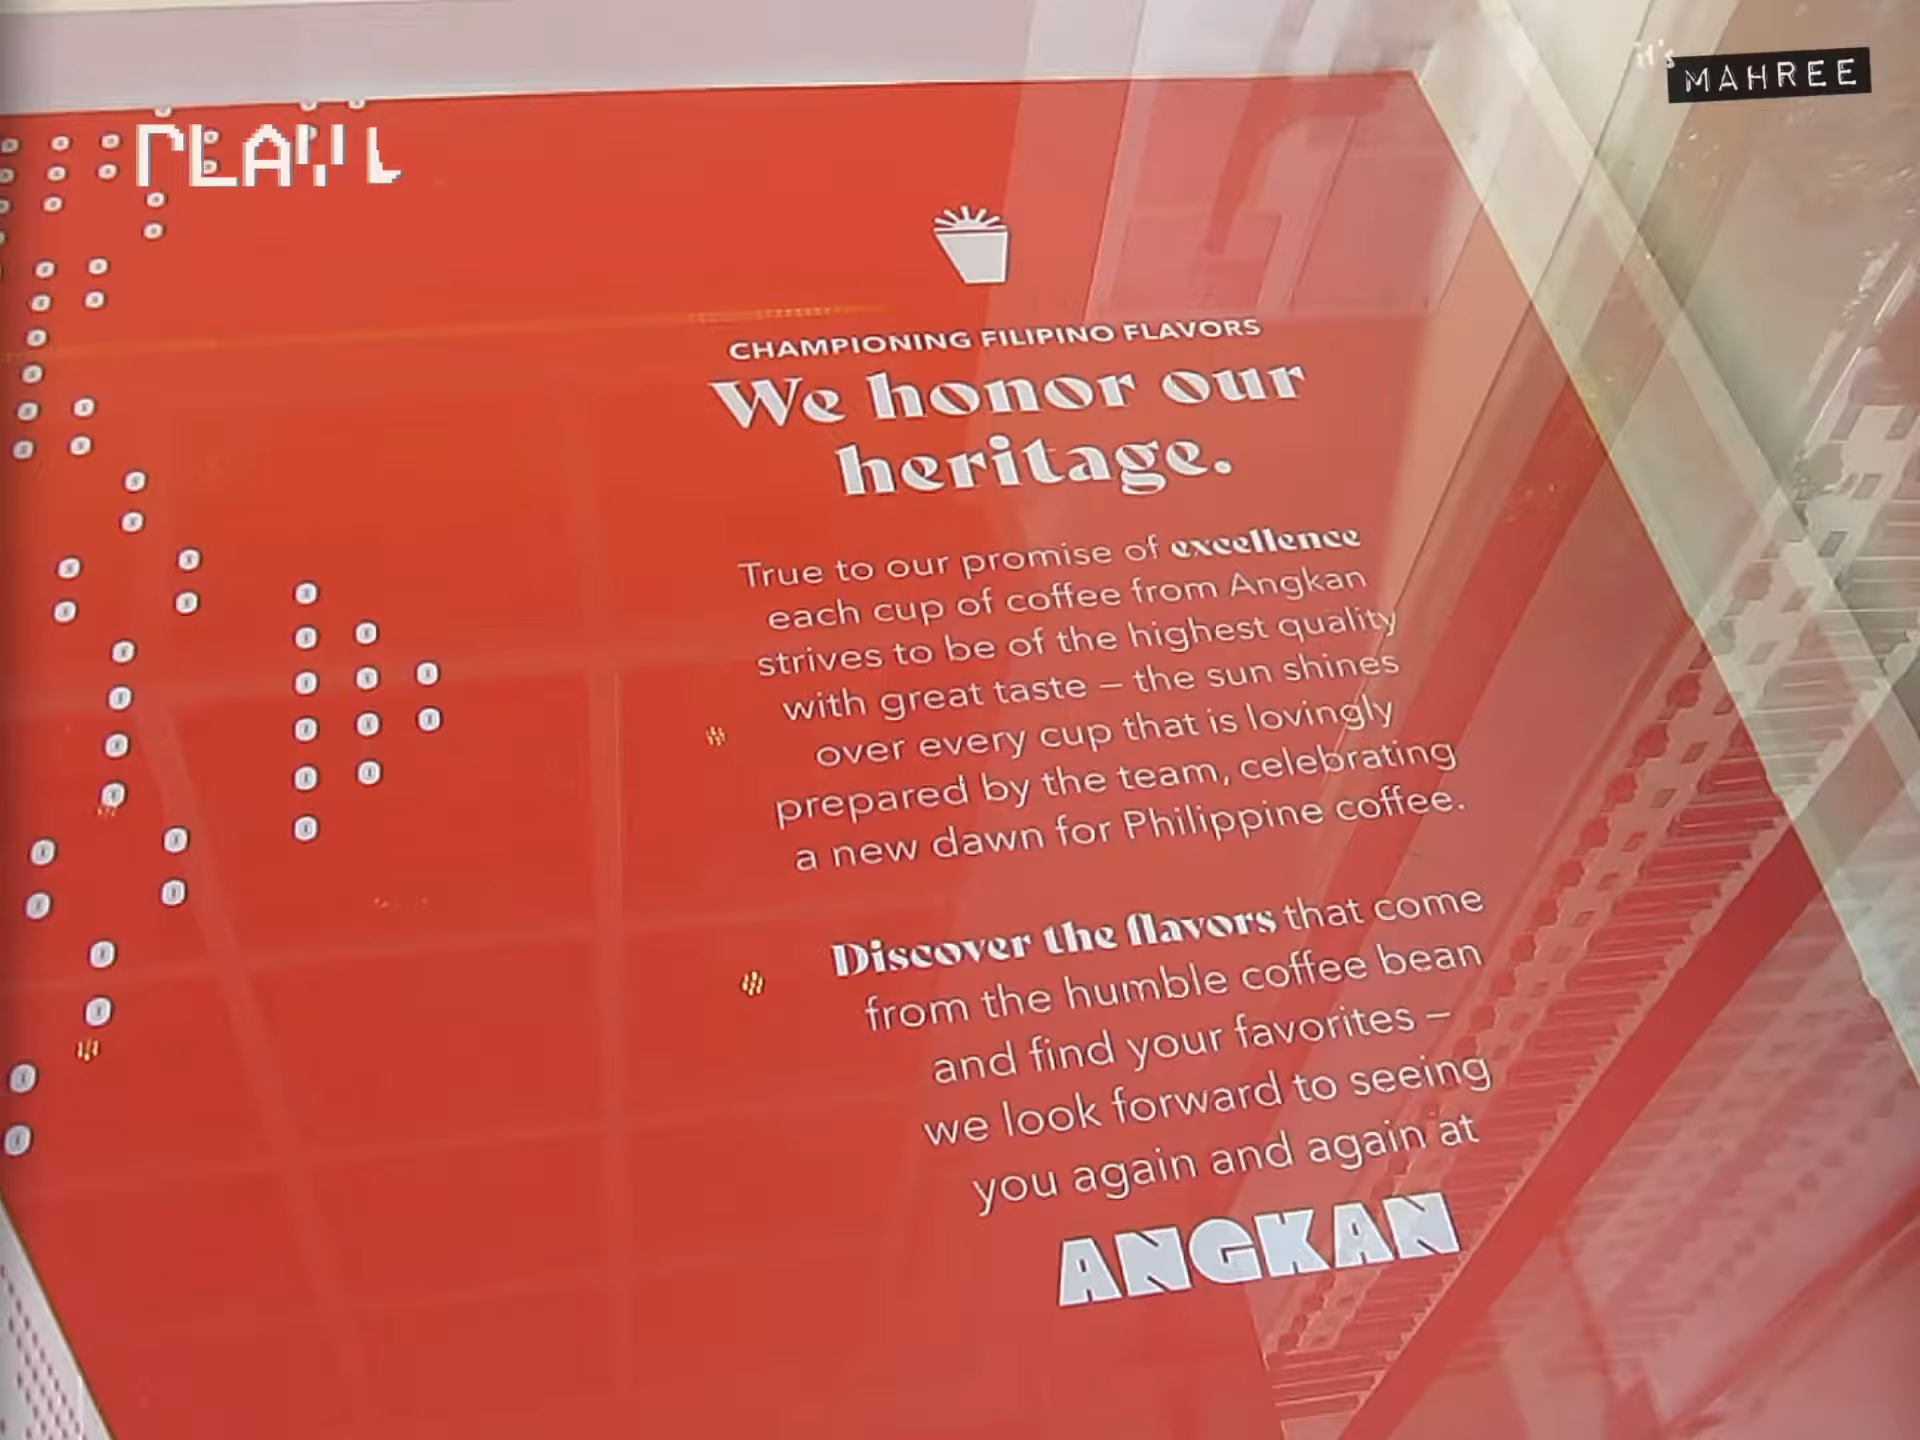 it's
MAHREE
CHAMPIONING FILIPINO FLAVORS
We honor our
heritage.
True to our promise of excellence
each cup of coffee from Angkan
strives to be of the highest quality
with great taste – the sun shines
over every cup that is lovingly
prepared by the team, celebrating
a new dawn for Philippine coffee.
Discover the flavors that come
from the humble coffee bean
and find your favorites –
we look forward to seeing
you again and again at
ANGKAN